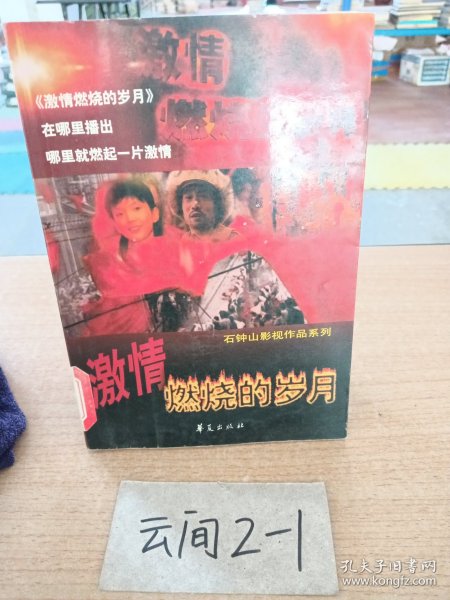 激情
燃烧
《激情燃烧的岁月》
在哪里播出
哪里就燃起一片激情
石钟山影视作品系列
激情
燃烧的岁月
华夏出版社
云间2-1
孔夫子旧书网
www.kongfz.com